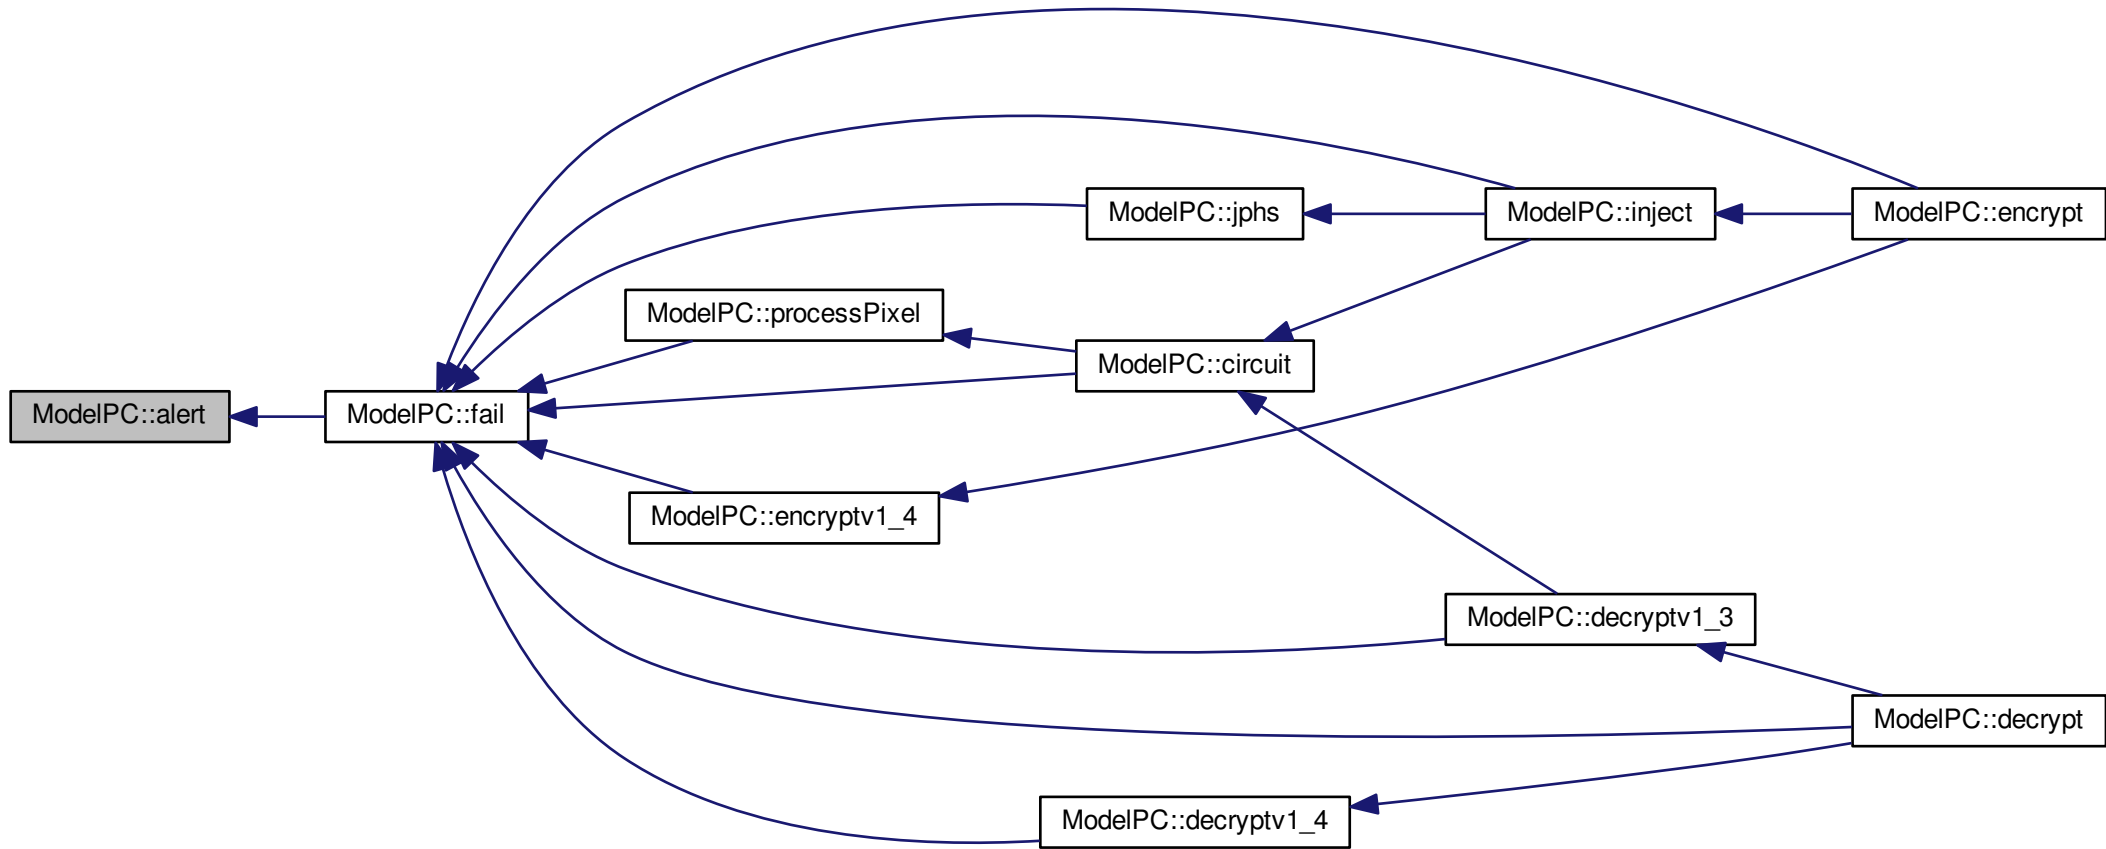 ModelPC::encrypt
ModelPC::jphs
ModelPC::inject
ModelPC::processPixel
ModelPC::circuit
ModelPC::alert
ModelPC::fail
ModelPC::encryptv1_4
ModelPC::decryptv1_3
ModelPC::decrypt
ModelPC::decryptv1_4